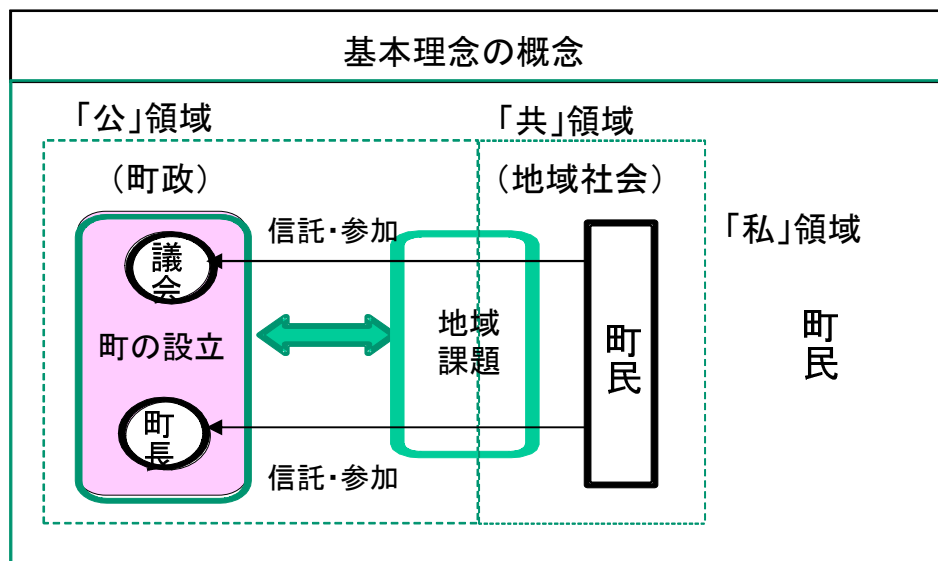 基本理念の概念
「公」領域
「共」領域
（町政）
（地域社会）
「私」領域
信託・参加
議会
町の設立
地域
課題
町民
町民
町長
信託・参加